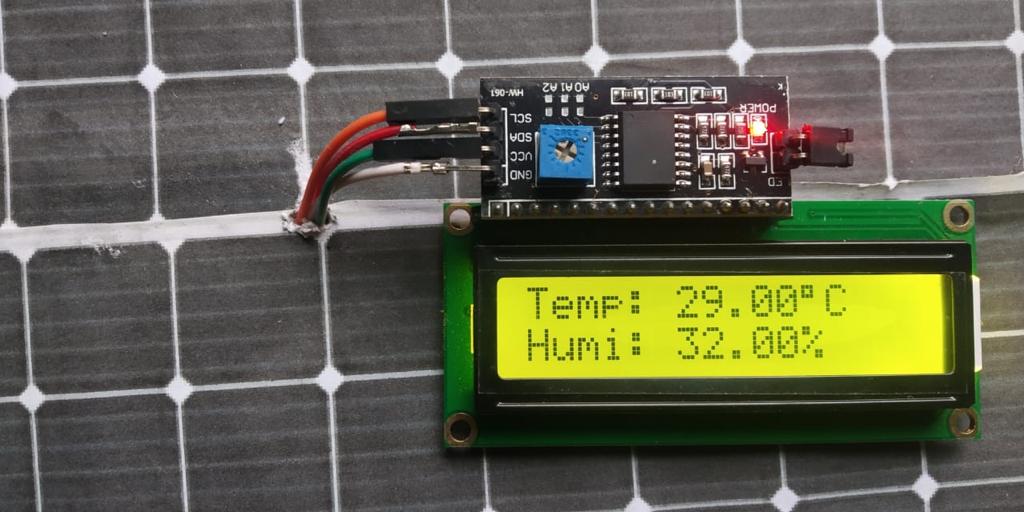 A0 A1 A2
HW-061
K
POWER
SCL
SDA
VCC
GND
Temp: 29.00°C
Humi: 32.00%